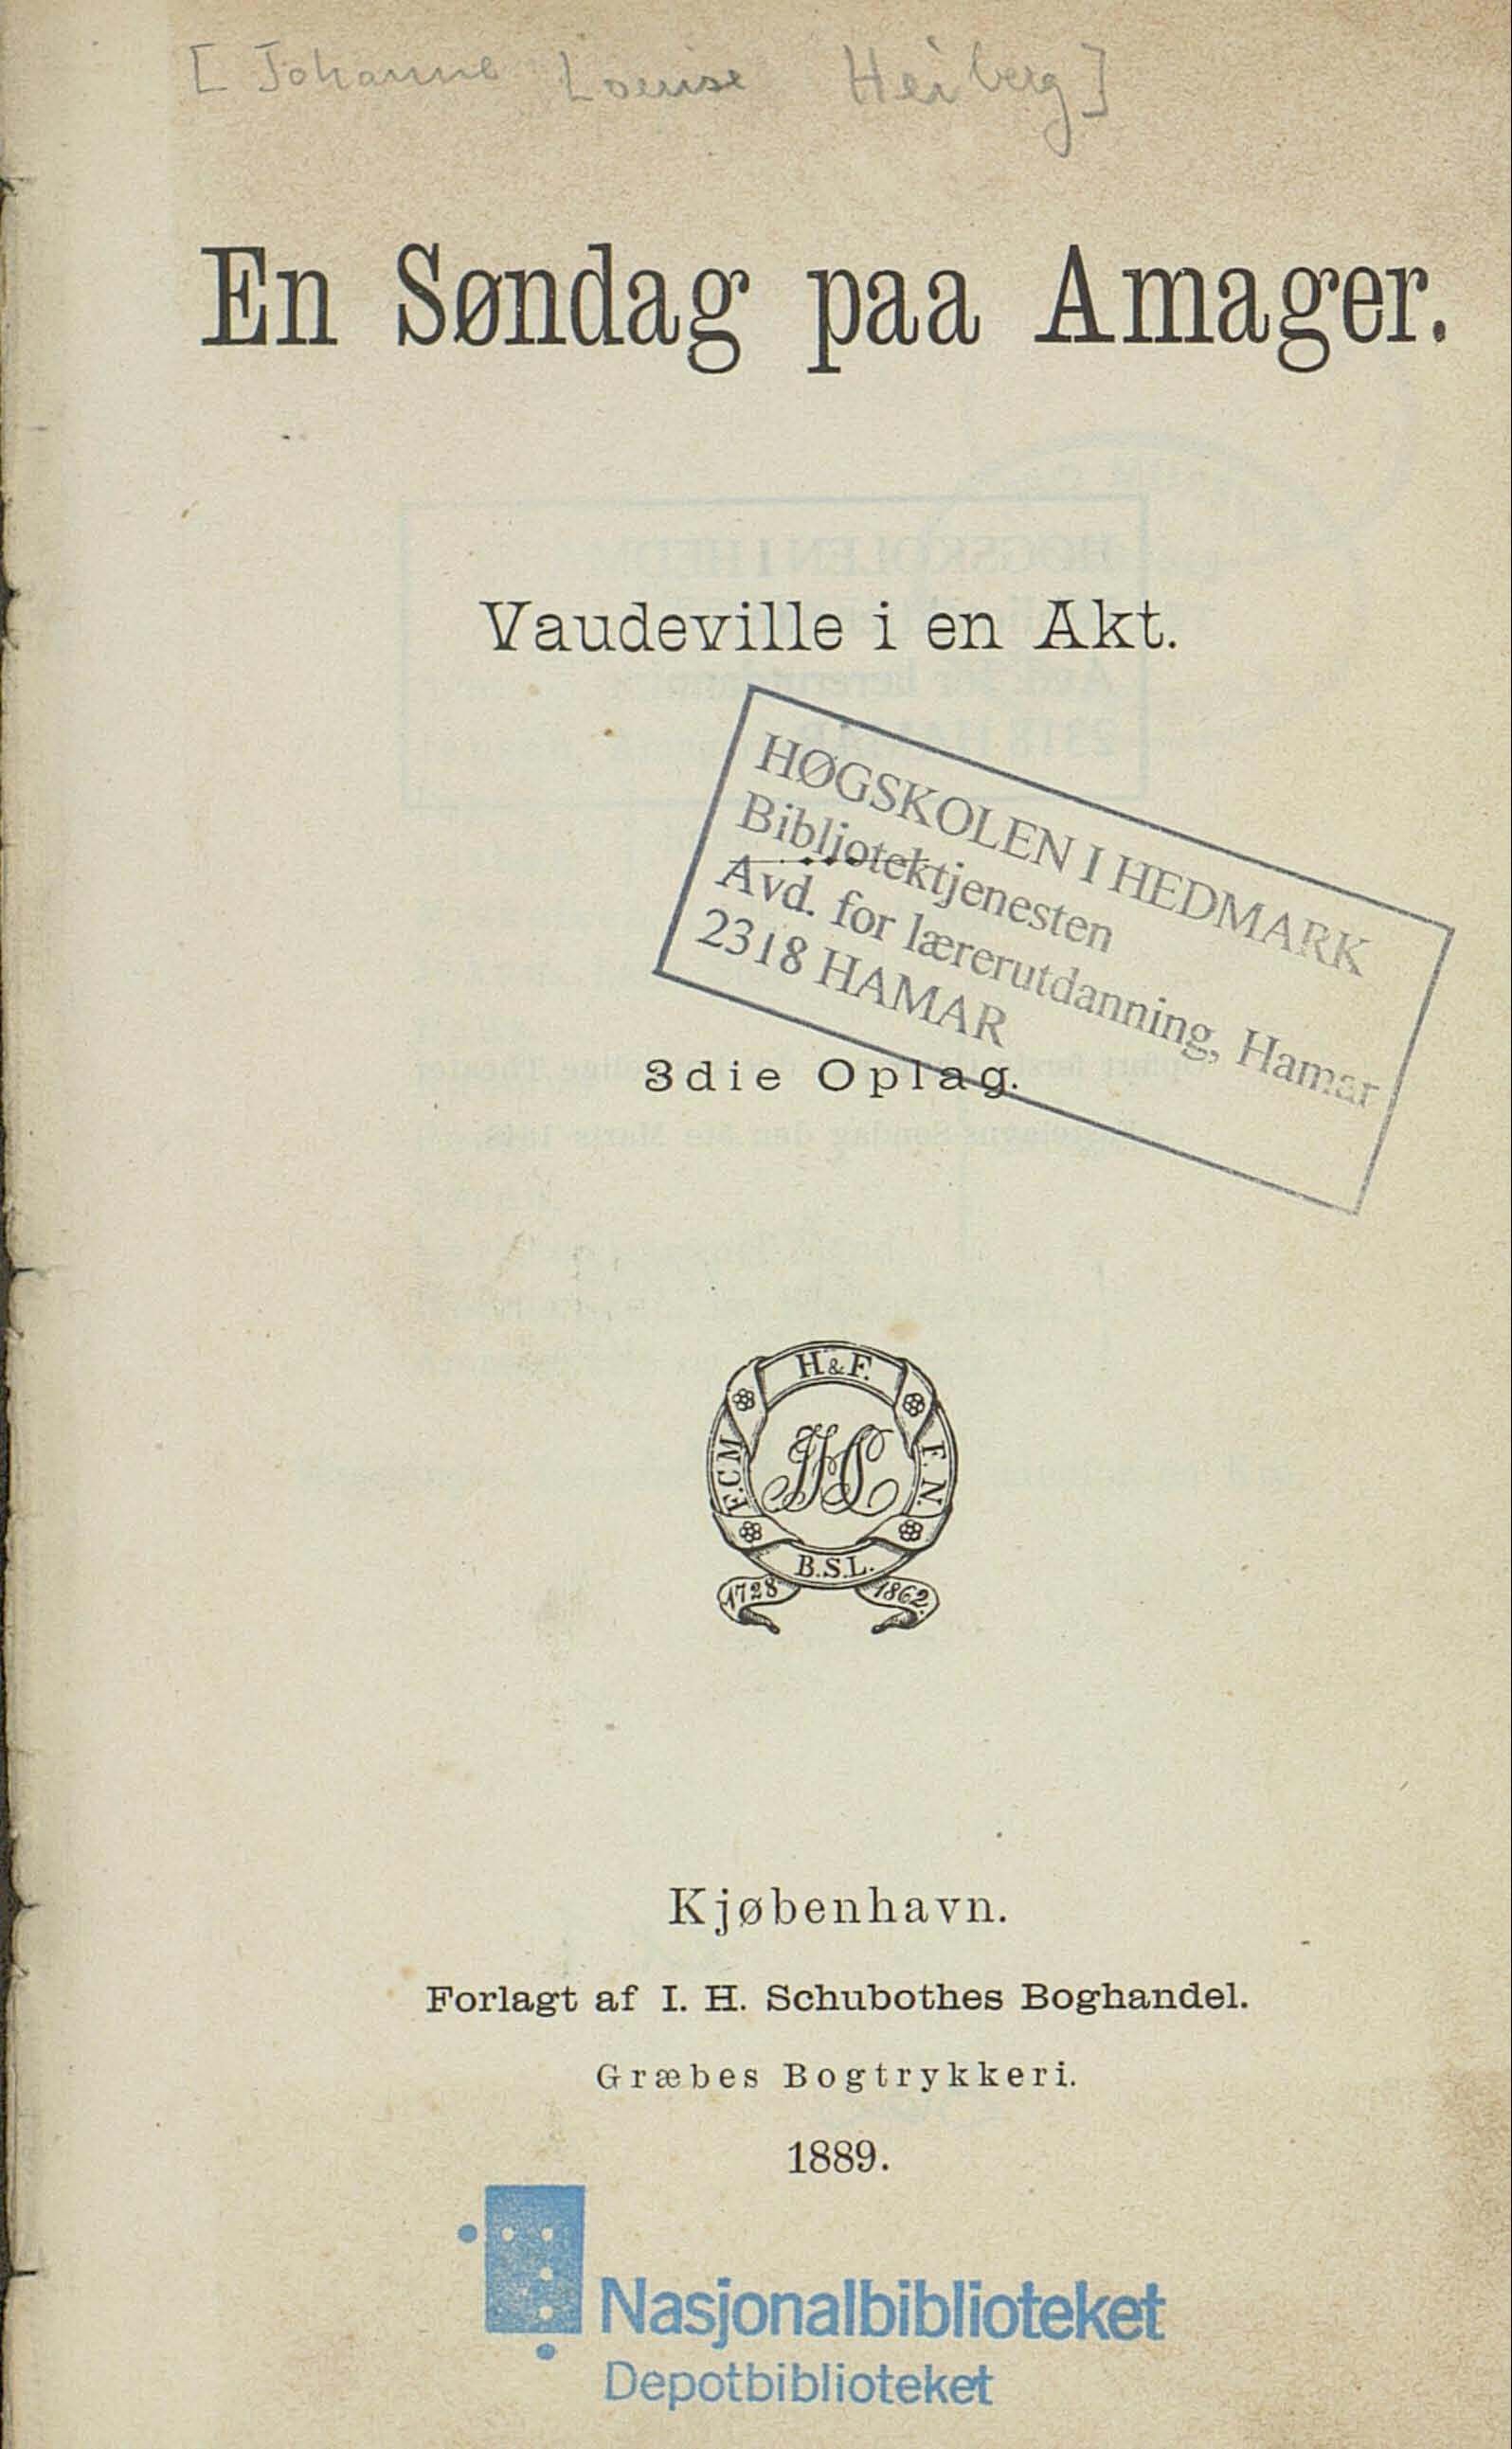 [Johanne Louise Heiberg]
En Søndag paa Amager.
Vaudeville i en Akt.
HØGSKOLEN I HEDMARK
Bibliotektjenesten
Avd. for lærerutdanning, Hamar
2318 HAMAR
3die Oplag.
H&F.
F.C.M
F.N.
B.S.L.
1728
1862.
Kjøbenhavn.
Forlagt af I. H. Schubothes Boghandel.
Græbes Bogtrykkeri.
1889.
Nasjonalbiblioteket
Depotbiblioteket